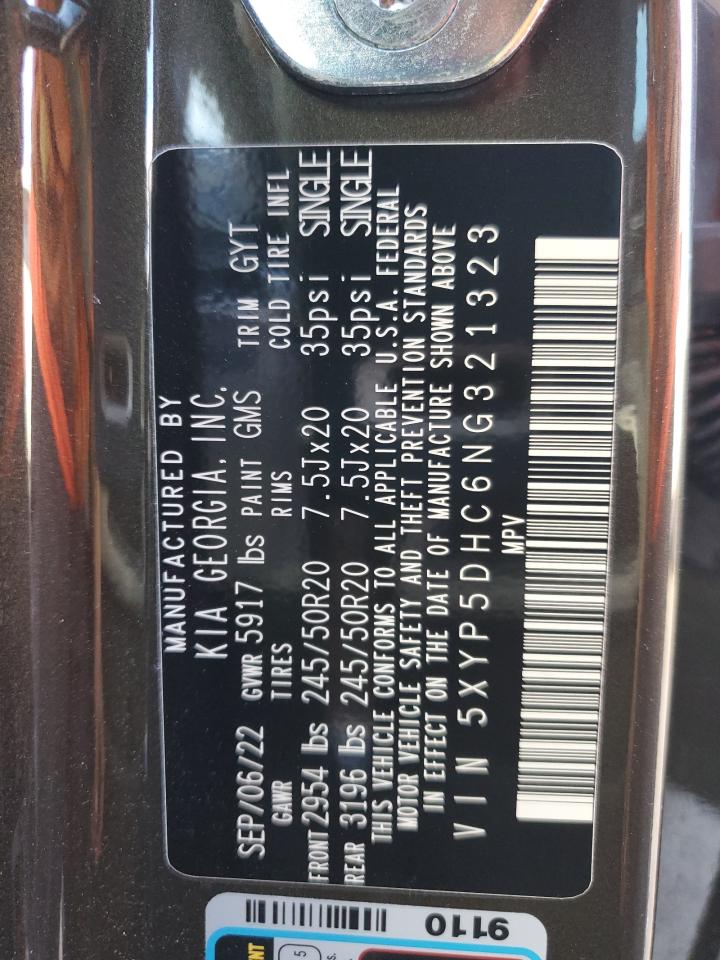 MANUFACTURED BY
KIA GEORGIA, INC.
SEP/06/22 GVWR 5917 lbs PAINT GMS TRIM GYT
GAWR TIRES RIMS COLD TIRE INFL
FRONT 2954 lbs 245/50R20 7.5Jx20 35psi SINGLE
REAR 3196 lbs 245/50R20 7.5Jx20 35psi SINGLE
THIS VEHICLE CONFORMS TO ALL APPLICABLE U.S.A. FEDERAL
MOTOR VEHICLE SAFETY AND THEFT PREVENTION STANDARDS
IN EFFECT ON THE DATE OF MANUFACTURE SHOWN ABOVE
VIN 5XYP5DHC6NG321323
MPV
9110
5